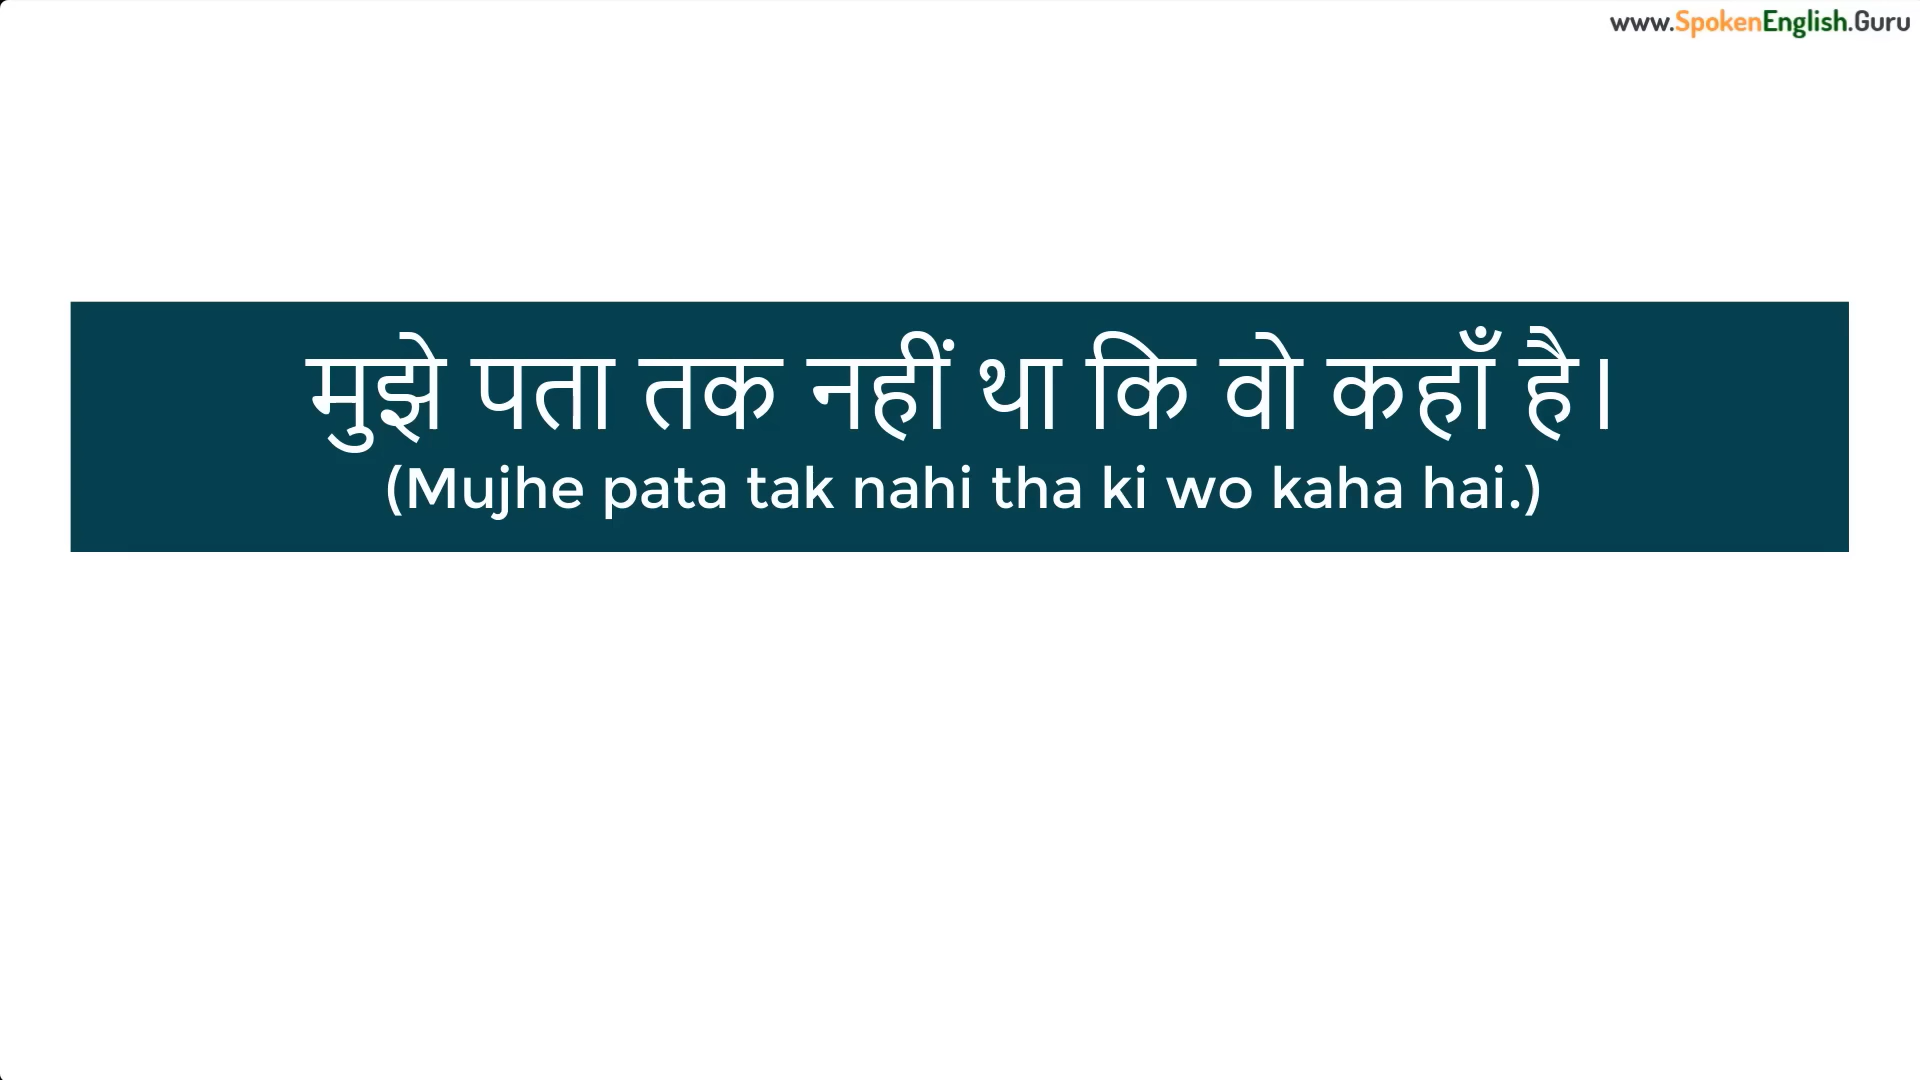 www.SpokenEnglish.Guru
मुझे पता तक नहीं था कि वो कहाँ है।
(Mujhe pata tak nahi tha ki wo kaha hai.)